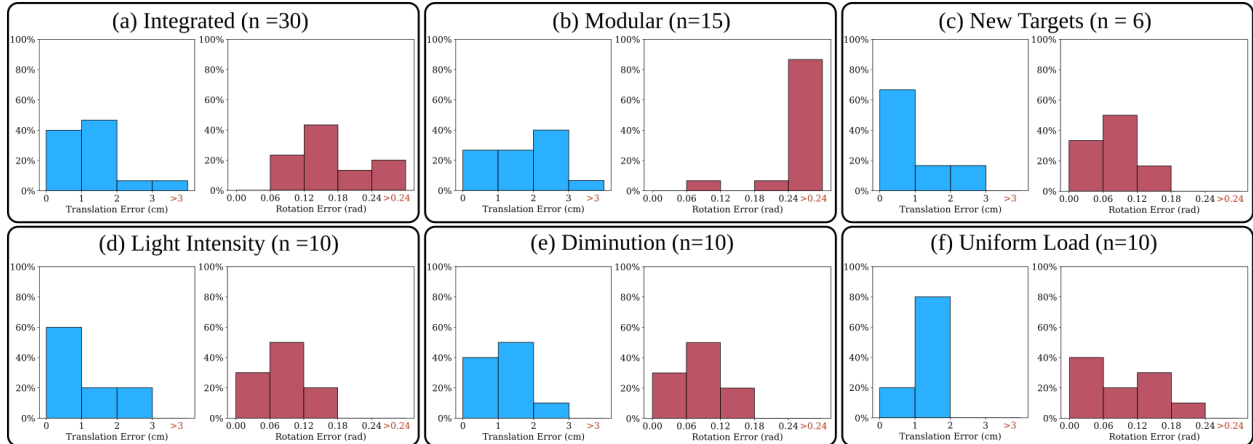 (a) Integrated (n =30)
100%
80%
60%
40%
20%
0%
0 1 2 3 >3
Translation Error (cm)
100%
80%
60%
40%
20%
0%
0.00 0.06 0.12 0.18 0.24 >0.24
Rotation Error (rad)
(b) Modular (n=15)
100%
80%
60%
40%
20%
0%
0 1 2 3 >3
Translation Error (cm)
100%
80%
60%
40%
20%
0%
0.00 0.06 0.12 0.18 0.24 >0.24
Rotation Error (rad)
(c) New Targets (n = 6)
100%
80%
60%
40%
20%
0%
0 1 2 3 >3
Translation Error (cm)
100%
80%
60%
40%
20%
0%
0.00 0.06 0.12 0.18 0.24 >0.24
Rotation Error (rad)
(d) Light Intensity (n =10)
100%
80%
60%
40%
20%
0%
0 1 2 3 >3
Translation Error (cm)
100%
80%
60%
40%
20%
0%
0.00 0.06 0.12 0.18 0.24 >0.24
Rotation Error (rad)
(e) Diminution (n=10)
100%
80%
60%
40%
20%
0%
0 1 2 3 >3
Translation Error (cm)
100%
80%
60%
40%
20%
0%
0.00 0.06 0.12 0.18 0.24 >0.24
Rotation Error (rad)
(f) Uniform Load (n=10)
100%
80%
60%
40%
20%
0%
0 1 2 3 >3
Translation Error (cm)
100%
80%
60%
40%
20%
0%
0.00 0.06 0.12 0.18 0.24 >0.24
Rotation Error (rad)